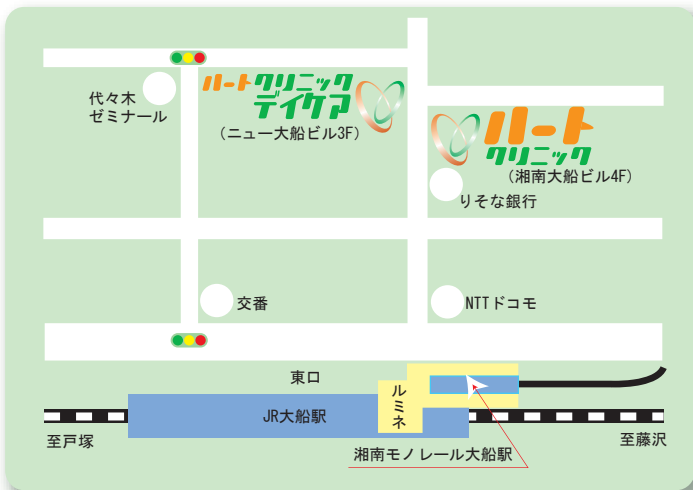 代々木
ゼミナール
ハートクリニック
デイケア
(ニュー大船ビル3F)
ハート
クリニック
(湘南大船ビル4F)
りそな銀行
交番
NTTドコモ
東口
ルミネ
JR大船駅
至戸塚
至藤沢
湘南モノレール大船駅